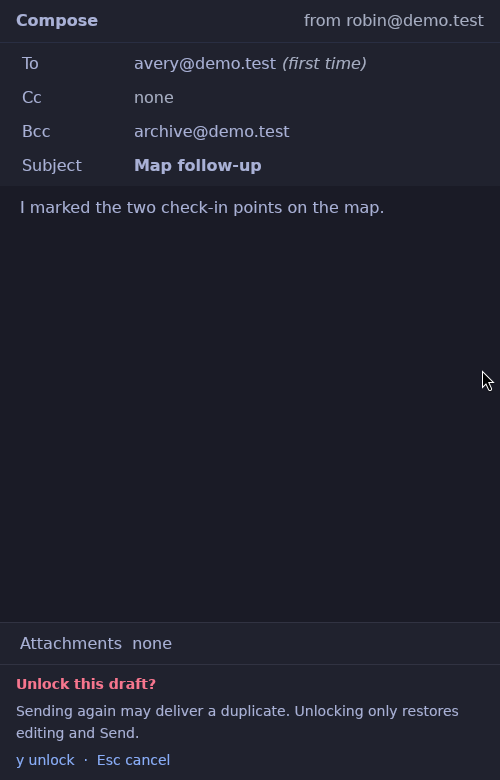 Compose from robin@demo.test
To avery@demo.test (first time)
Cc none
Bcc archive@demo.test
Subject Map follow-up
I marked the two check-in points on the map.
Attachments none
Unlock this draft?
Sending again may deliver a duplicate. Unlocking only restores
editing and Send.
y unlock · Esc cancel